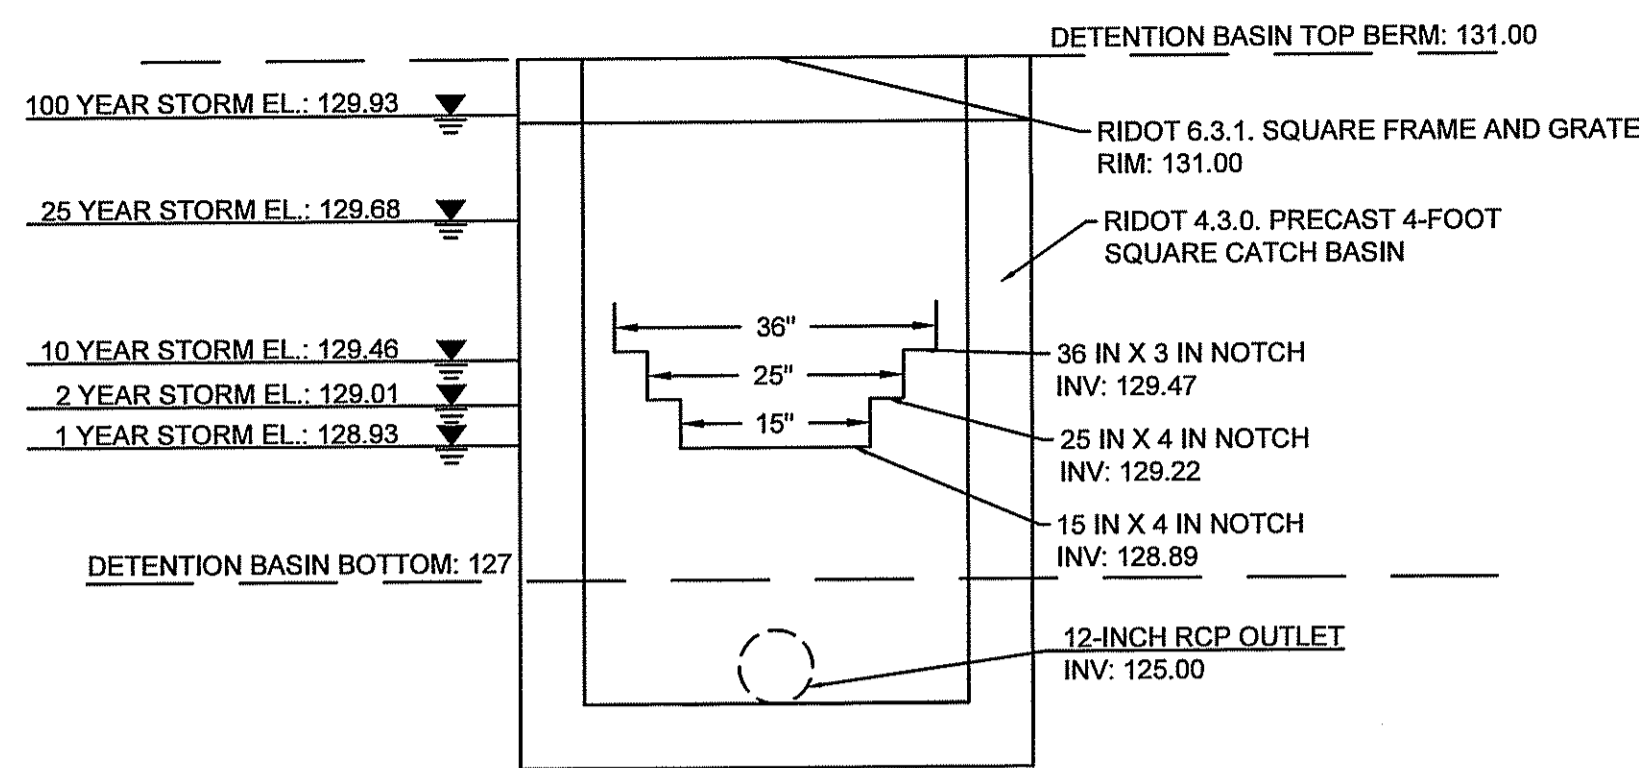 DETENTION BASIN TOP BERM: 131.00
100 YEAR STORM EL.: 129.93
RIDOT 6.3.1. SQUARE FRAME AND GRATE
RIM: 131.00
25 YEAR STORM EL.: 129.68
RIDOT 4.3.0. PRECAST 4-FOOT
SQUARE CATCH BASIN
36"
10 YEAR STORM EL.: 129.46
36 IN X 3 IN NOTCH
INV: 129.47
25"
2 YEAR STORM EL.: 129.01
15"
1 YEAR STORM EL.: 128.93
25 IN X 4 IN NOTCH
INV: 129.22
15 IN X 4 IN NOTCH
INV: 128.89
DETENTION BASIN BOTTOM: 127
12-INCH RCP OUTLET
INV: 125.00